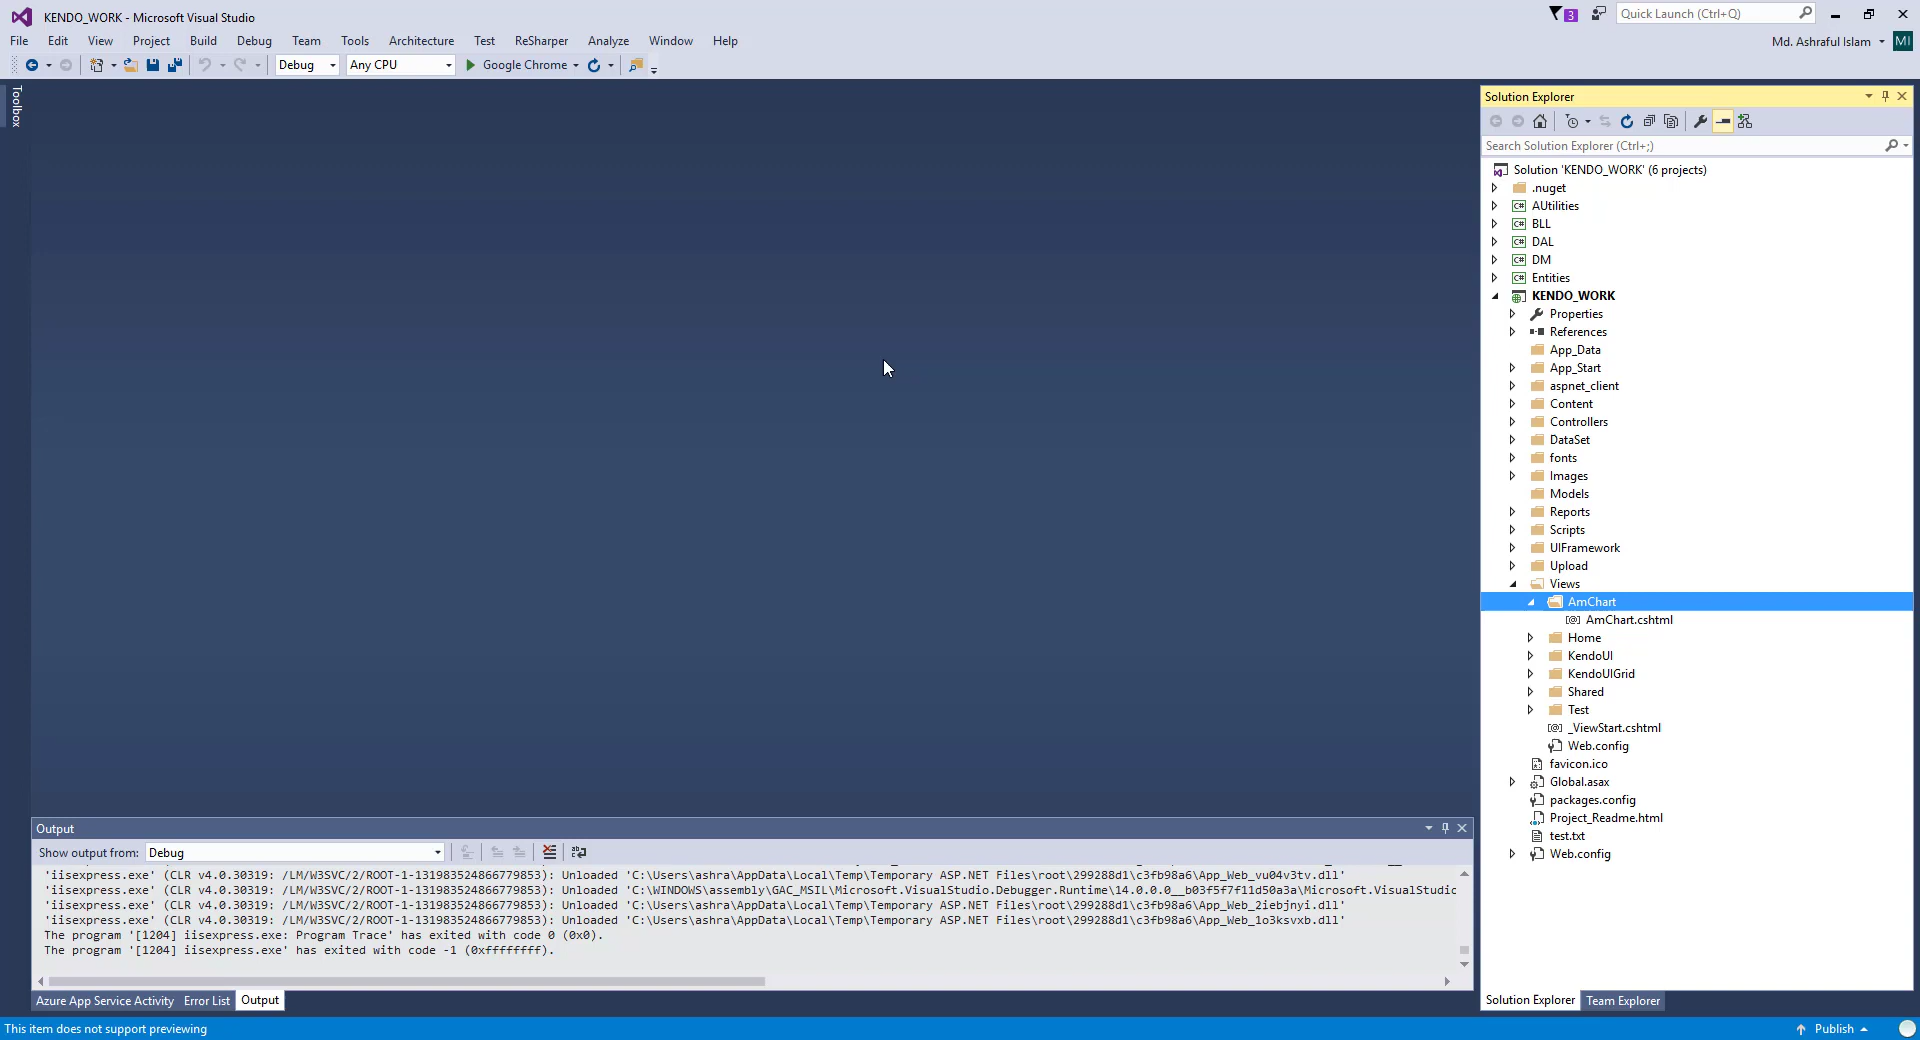 KENDO_WORK - Microsoft Visual Studio
3
Quick Launch (Ctrl+Q)
File Edit View Project Build Debug Team Tools Architecture Test ReSharper Analyze Window Help
Md. Ashraful Islam
MI
Debug
Any CPU
Google Chrome
Toolbox
Solution Explorer
Search Solution Explorer (Ctrl+;)
Solution 'KENDO_WORK' (6 projects)
.nuget
C# AUtilities
C# BLL
C# DAL
C# DM
C# Entities
KENDO_WORK
Properties
References
App_Data
App_Start
aspnet_client
Content
Controllers
DataSet
fonts
Images
Models
Reports
Scripts
UIFramework
Upload
Views
AmChart
[@] AmChart.cshtml
Home
KendoUI
KendoUIGrid
Shared
Test
[@] _ViewStart.cshtml
Web.config
favicon.ico
Global.asax
packages.config
Project_Readme.html
test.txt
Web.config
Solution Explorer Team Explorer
Output
Show output from: Debug
'iisexpress.exe' (CLR v4.0.30319: /LM/W3SVC/2/ROOT-1-131983524866779853): Unloaded 'C:\Users\ashra\AppData\Local\Temp\Temporary ASP.NET Files\root\299288d1\c3fb98a6\App_Web_vu04v3tv.dll'
'iisexpress.exe' (CLR v4.0.30319: /LM/W3SVC/2/ROOT-1-131983524866779853): Unloaded 'C:\WINDOWS\assembly\GAC_MSIL\Microsoft.VisualStudio.Debugger.Runtime\14.0.0.0__b03f5f7f11d50a3a\Microsoft.VisualStudio
'iisexpress.exe' (CLR v4.0.30319: /LM/W3SVC/2/ROOT-1-131983524866779853): Unloaded 'C:\Users\ashra\AppData\Local\Temp\Temporary ASP.NET Files\root\299288d1\c3fb98a6\App_Web_2iebjnyi.dll'
'iisexpress.exe' (CLR v4.0.30319: /LM/W3SVC/2/ROOT-1-131983524866779853): Unloaded 'C:\Users\ashra\AppData\Local\Temp\Temporary ASP.NET Files\root\299288d1\c3fb98a6\App_Web_1o3ksvxb.dll'
The program '[1204] iisexpress.exe: Program Trace' has exited with code 0 (0x0).
The program '[1204] iisexpress.exe' has exited with code -1 (0xffffffff).
Azure App Service Activity Error List Output
This item does not support previewing
Publish